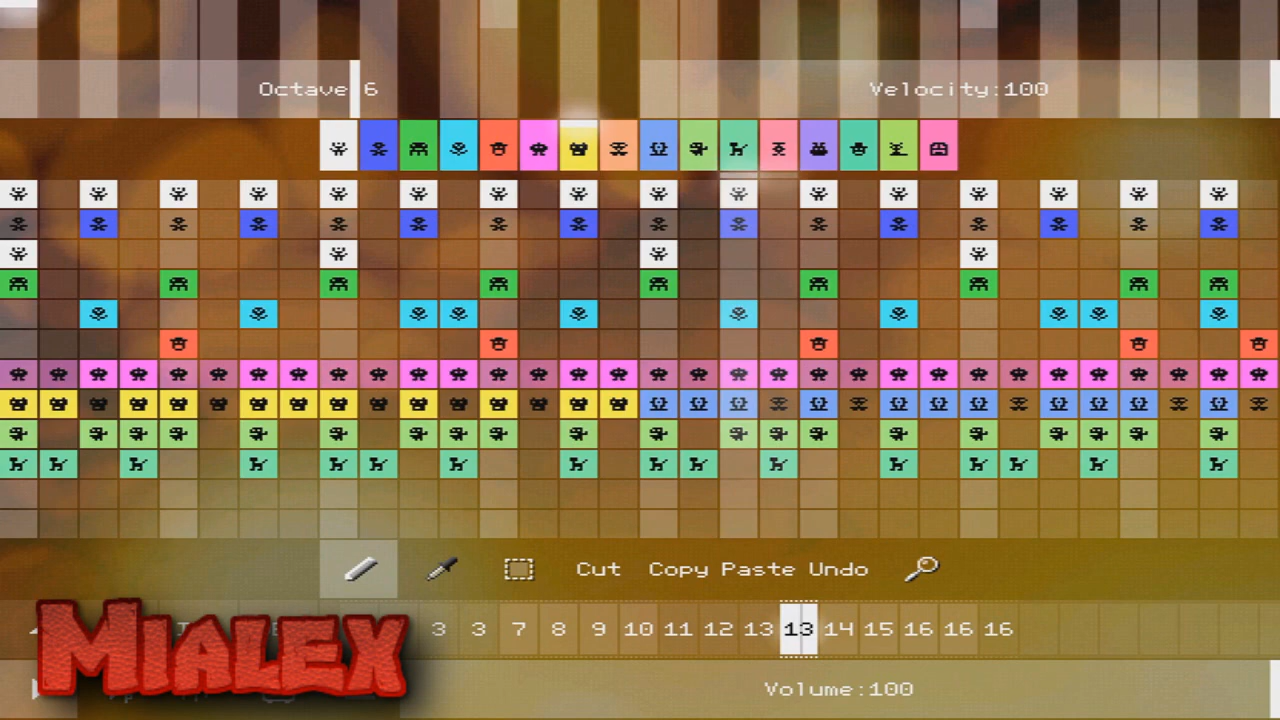 Octave 6
Velocity:100
Cut Copy Paste Undo
3 3 7 8 9 10 11 12 13 13 14 15 16 16 16
MIALEX
Volume:100